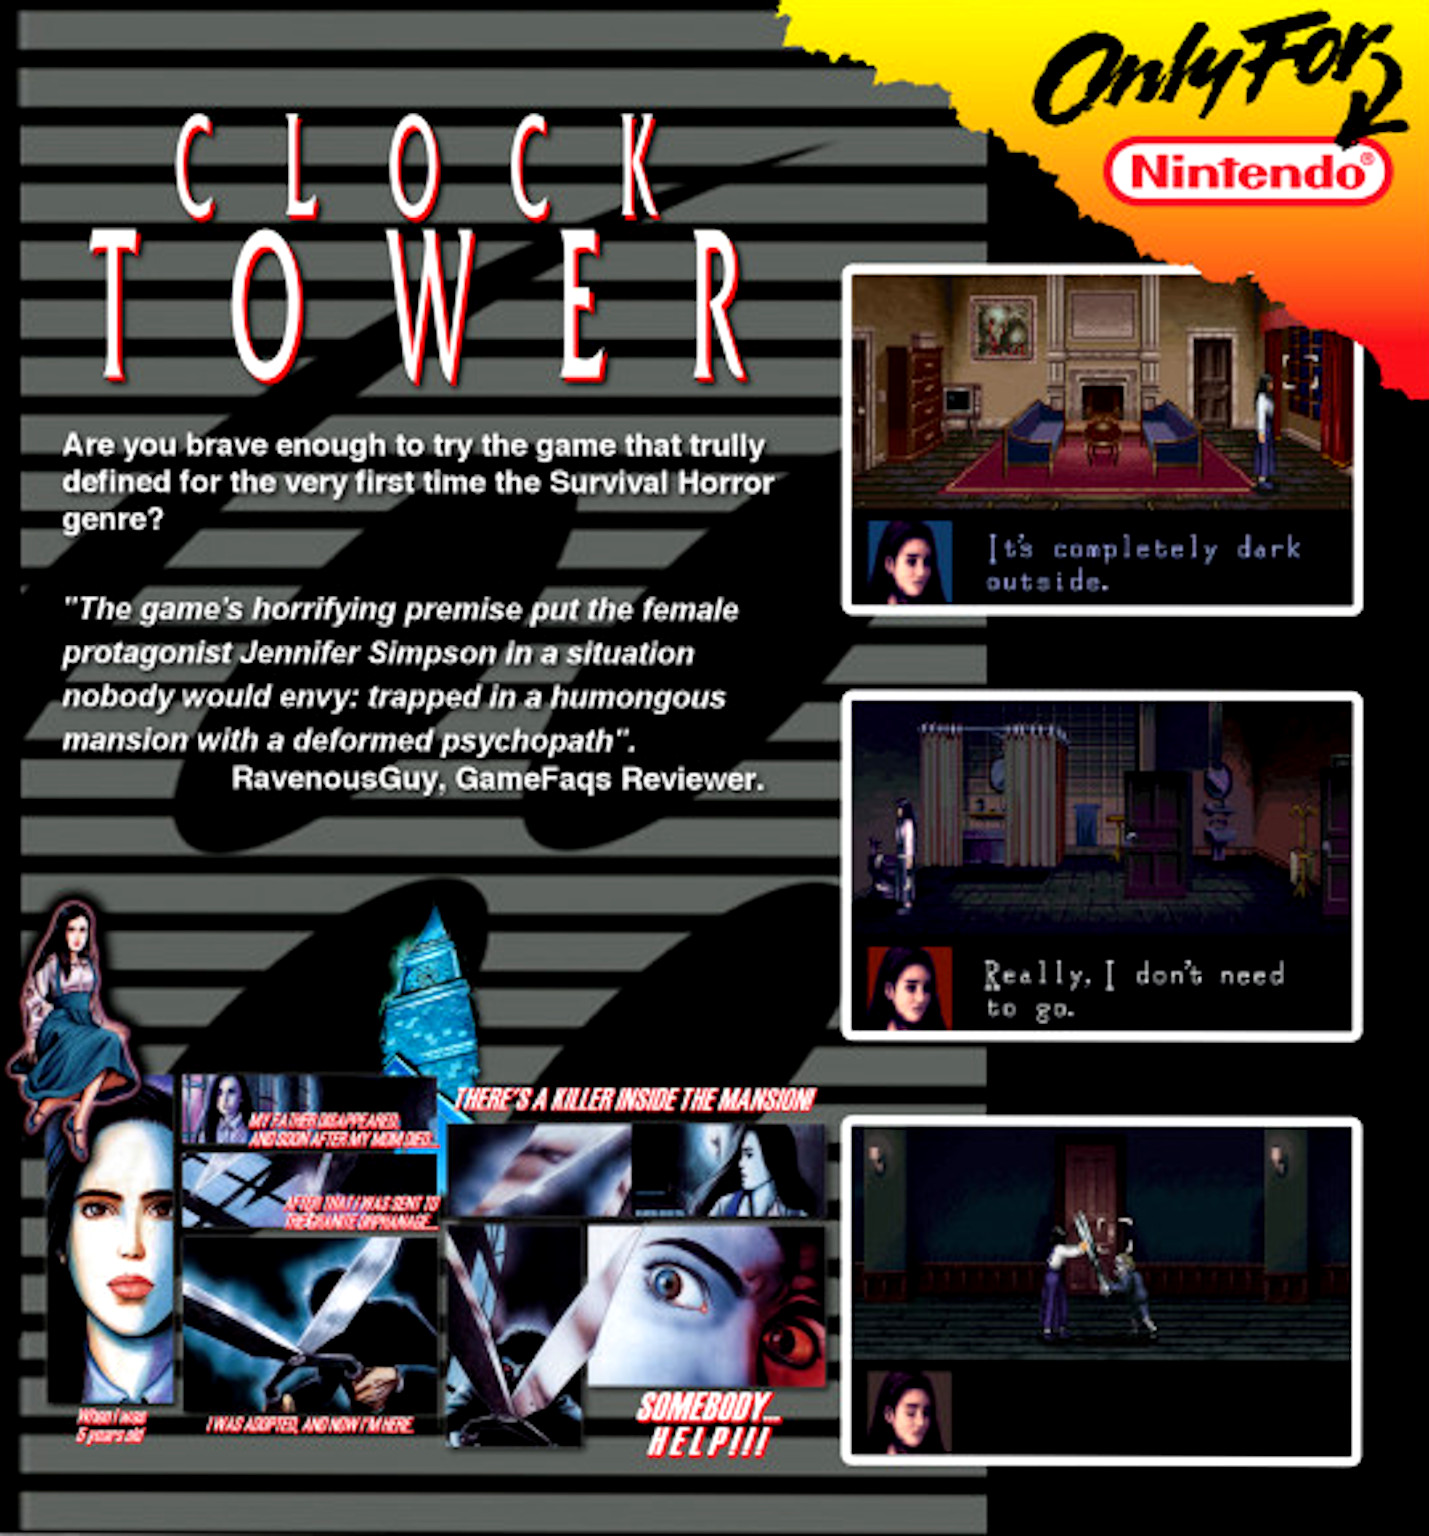 Only For
Nintendo®
CLOCK
TOWER
Are you brave enough to try the game that trully
defined for the very first time the Survival Horror
genre?
"The game's horrifying premise put the female
protagonist Jennifer Simpson in a situation
nobody would envy: trapped in a humongous
mansion with a deformed psychopath".
RavenousGuy, GameFaqs Reviewer.
It's completely dark
outside.
Really, I don't need
to go.
MY FATHER DISAPPEARED,
AND SOON AFTER MY MOM DIED...
AFTER THAT I WAS SENT TO
THE GRANITE ORPHANAGE...
When I was
5 years old
I WAS ADOPTED, AND NOW I'M HERE.
THERE'S A KILLER INSIDE THE MANSION!
SOMEBODY...
HELP!!!